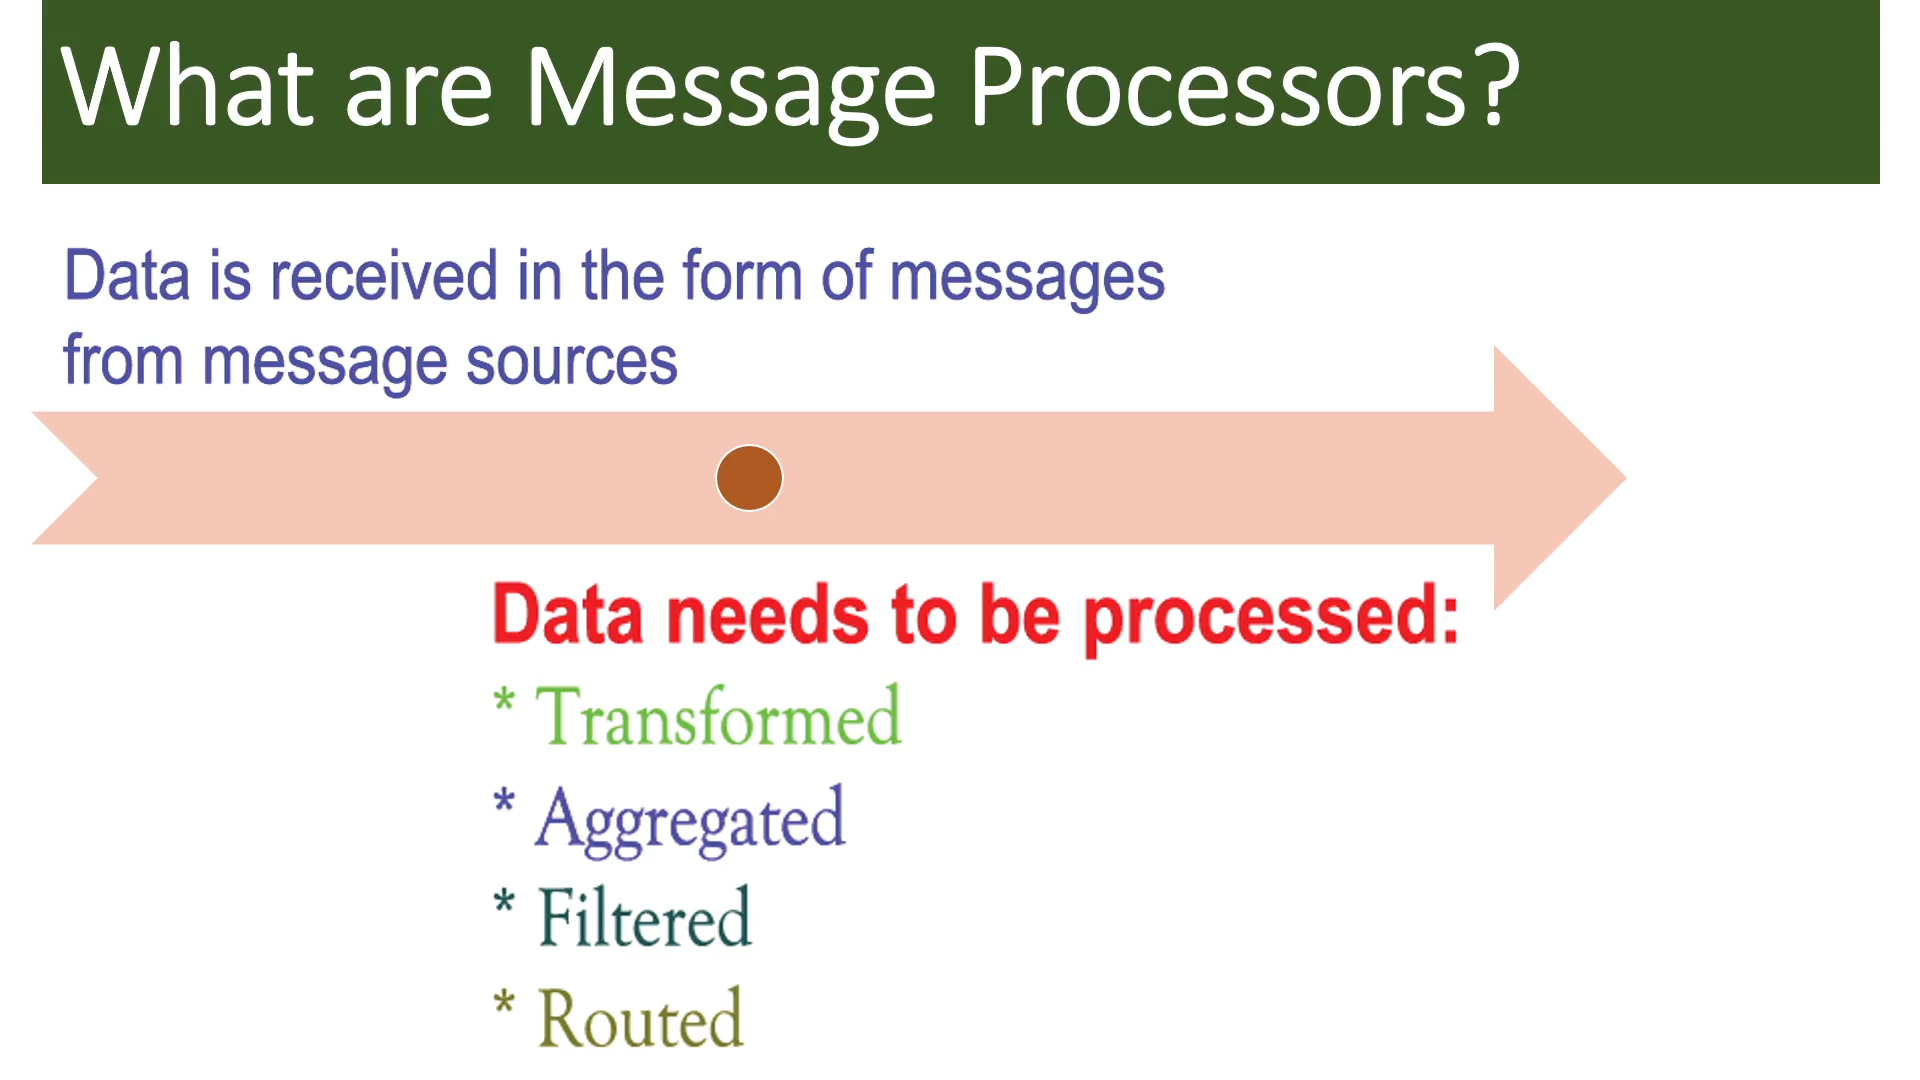 What are Message Processors?
Data is received in the form of messages
from message sources
Data needs to be processed:
* Transformed
* Aggregated
* Filtered
* Routed